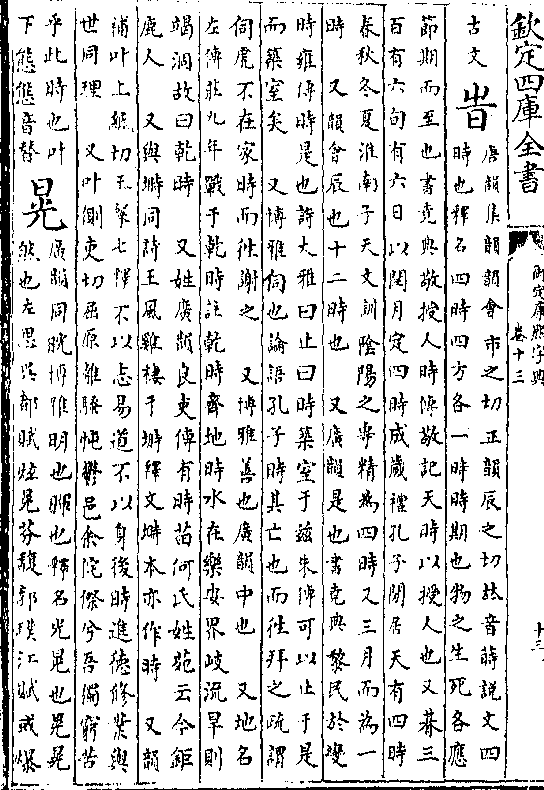 欽定四庫全書
御定康熙字典
卷十三
十三
古文
旹
唐韻集韻韻會市之切正韻辰之切𠀤音蒔說文四
時也釋名四時四方各一時時期也物之生死各應
節期而至也書堯典敬授人時傳敬記天時以授人也又朞三
百有六旬有六日以閏月定四時成歲禮孔子閒居天有四時
春秋冬夏淮南子天文訓陰陽之專精為四時又三月而為一
時　又韻會辰也十二時也　又廣韻是也書堯典黎民於變
時雍傳時是也詩大雅曰止曰時築室于兹朱傳可以止于是
而築室矣　又博雅伺也論語孔子時其亡也而往拜之疏謂
伺虎不在家時而往謝之　又博雅善也廣韻中也　又地名
左傳莊九年戰于乾時註乾時齊地時水在樂安界岐流旱則
竭涸故曰乾時　又姓廣韻良吏傳有時苗何氏姓苑云今鉅
鹿人　又與塒同詩王風雞棲于塒釋文塒本亦作時　又韻
補叶上紙切王粲七釋不以志易道不以身後時進德修業與
世同理　又叶側吏切屈原離騷忳鬱邑余侘傺兮吾獨窮苦
乎此時也叶
下態態音替
晃
廣韻同晄博雅明也暉也釋名光晃也晃晃
然也左思吳都賦炫晃芬馥郭璞江賦或爆